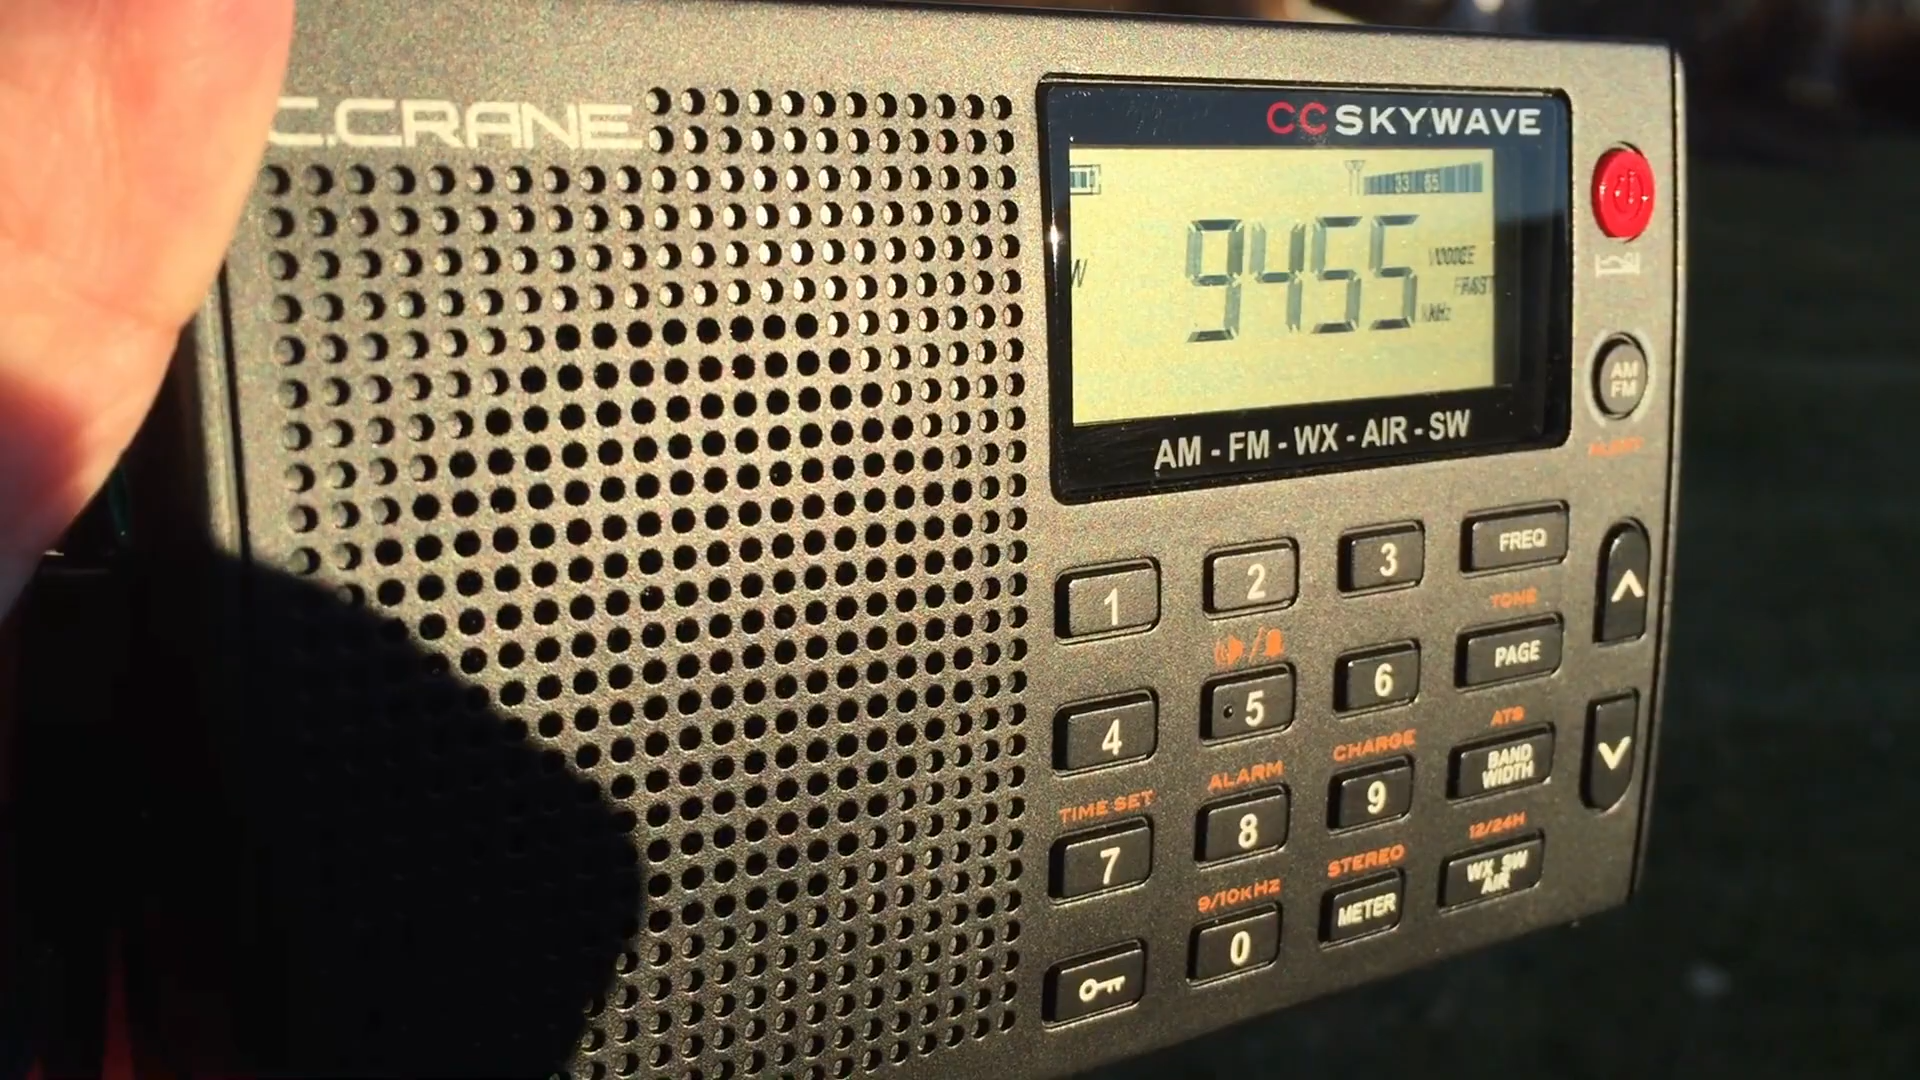 C.CRANE
CCSKYWAVE
33 65
9455
VOICE
FAST
kHz
W
AM - FM - WX - AIR - SW
AM
FM
1
2
3
FREQ
TONE
4
5
6
PAGE
ATS
TIME SET
ALARM
CHARGE
7
8
9
BAND
WIDTH
12/24H
9/10KHZ
STEREO
0
METER
WX SW
AIR